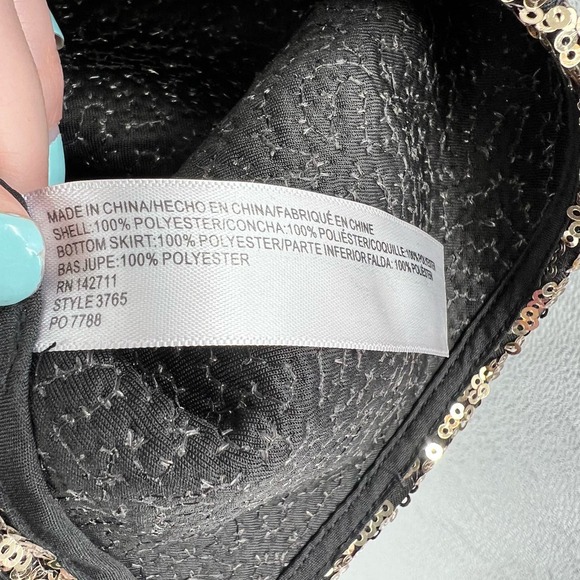 MADE IN CHINA/HECHO EN CHINA/FABRIQUÉ EN CHINE
SHELL:100% POLYESTER/CONCHA:100% POLIÉSTER/COQUILLE:100% POLYESTER
BOTTOM SKIRT:100% POLYESTER/PARTE INFERIOR FALDA: 100% POLIÉSTER
BAS JUPE:100% POLYESTER
RN 142711
STYLE 3765
PO 7788